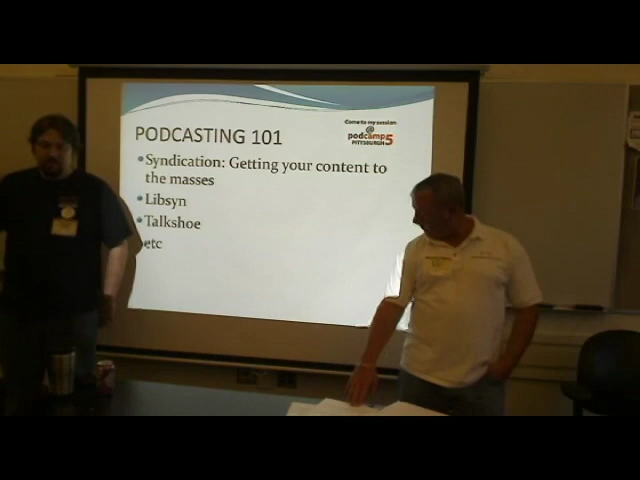 Come to my session
@
podcamp5
PITTSBURGH
PODCASTING 101
Syndication: Getting your content to
the masses
Libsyn
Talkshoe
etc